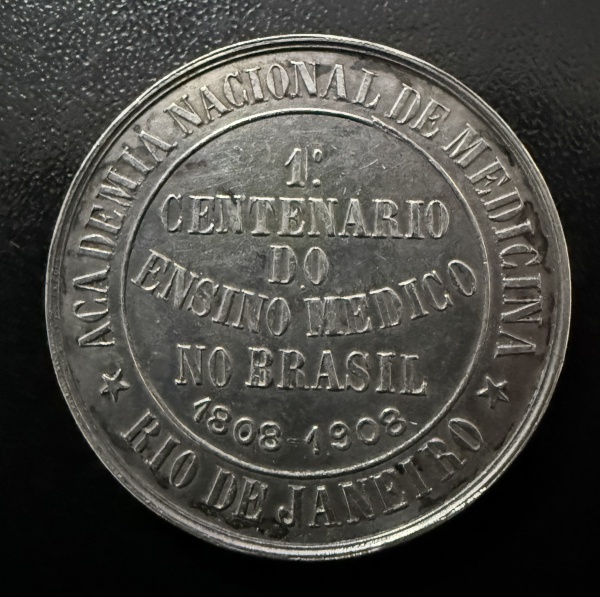 ACADEMIA NACIONAL DE MEDICINA
1º
CENTENARIO
DO
ENSINO MEDICO
NO BRASIL
1808-1908
RIO DE JANEIRO